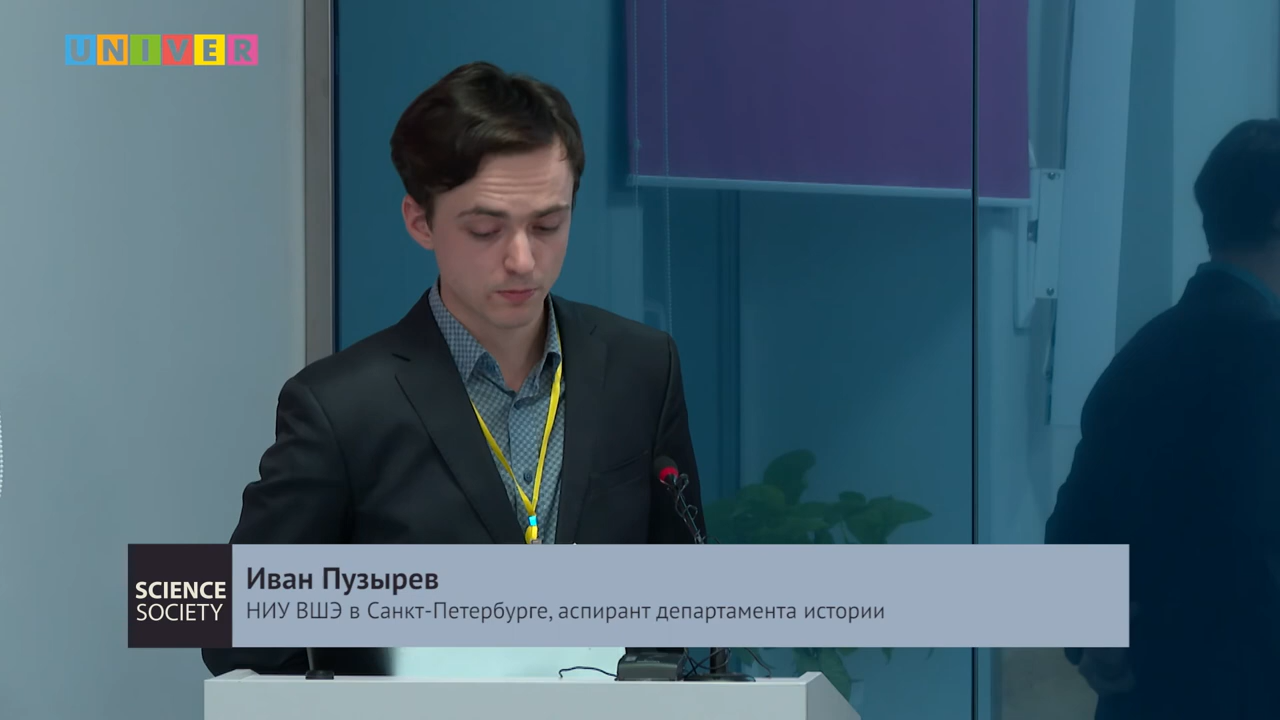 UNIVER
SCIENCE
SOCIETY
Иван Пузырев
НИУ ВШЭ в Санкт-Петербурге, аспирант департамента истории